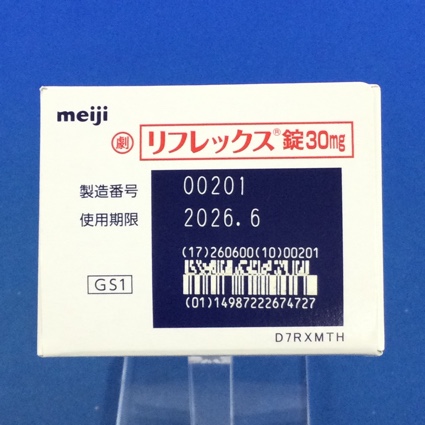 meiji
劇 リフレックス®錠30mg
製造番号 00201
使用期限 2026.6
(17)260600(10)00201
GS1
(01)14987222674727
D7RXMTH